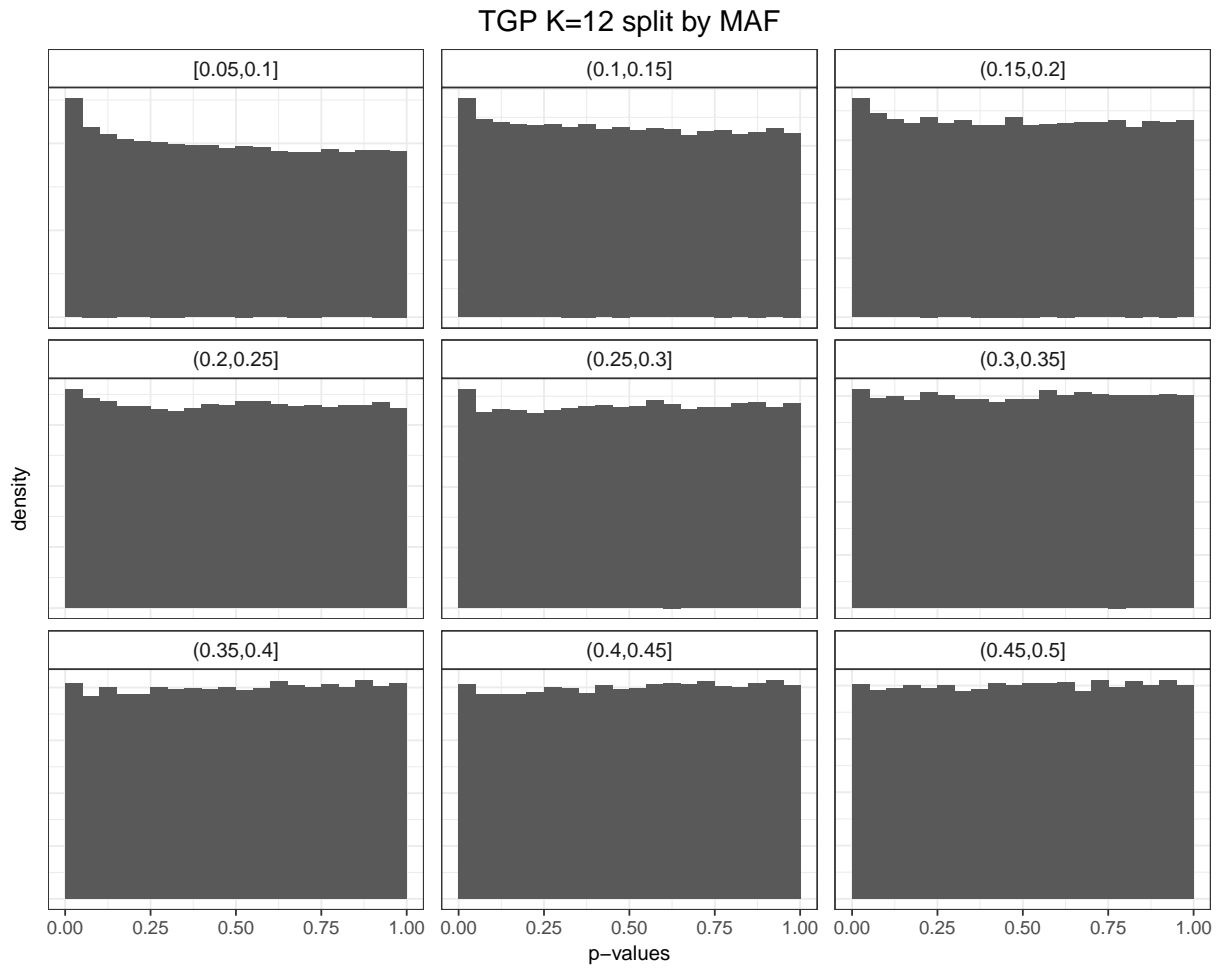 TGP K=12 split by MAF
[0.05,0.1]
(0.1,0.15]
(0.15,0.2]
(0.2,0.25]
(0.25,0.3]
(0.3,0.35]
(0.35,0.4]
(0.4,0.45]
(0.45,0.5]
density
0.00 0.25 0.50 0.75 1.00
0.00 0.25 0.50 0.75 1.00
0.00 0.25 0.50 0.75 1.00
p−values